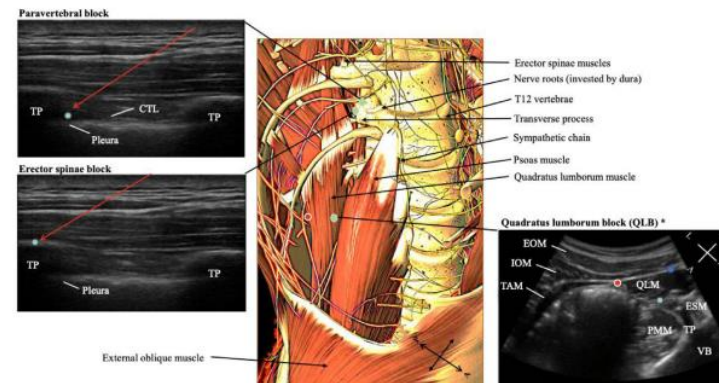 Paravertebral block
TP
CTL
TP
Pleura
Erector spinae block
TP
TP
Pleura
Erector spinae muscles
Nerve roots (invested by dura)
T12 vertebrae
Transverse process
Sympathetic chain
Psoas muscle
Quadratus lumborum muscle
External oblique muscle
Quadratus lumborum block (QLB) *
EOM
IOM
TAM
QLM
ESM
PMM
TP
VB